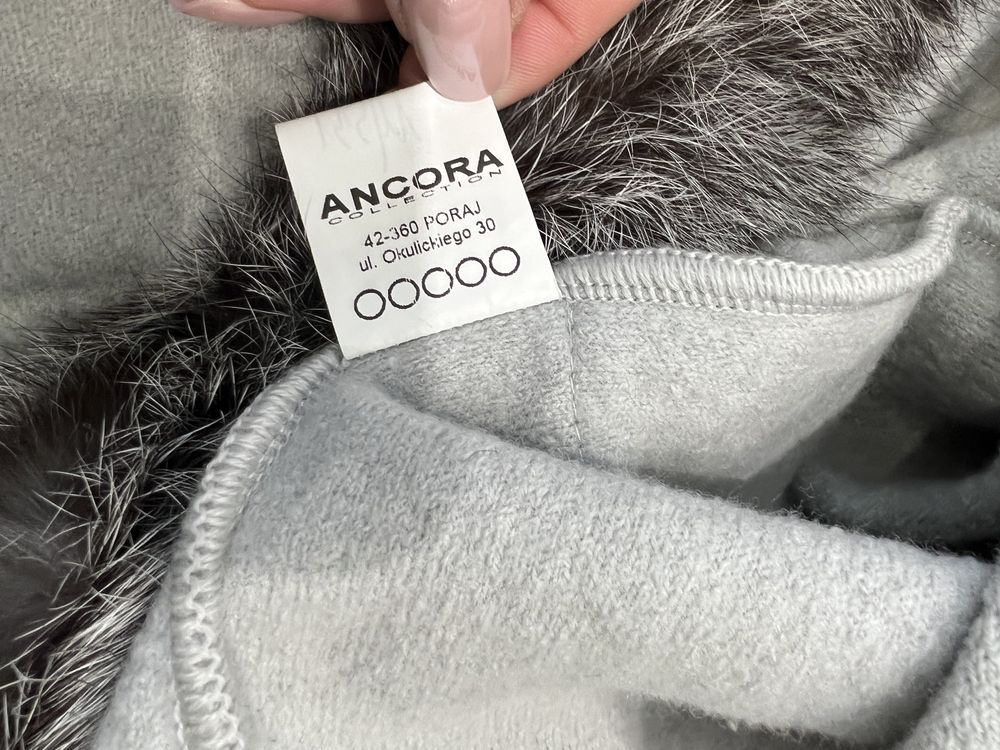 ANCORA
COLLECTION
42-360 PORAJ
ul. Okulickiego 30